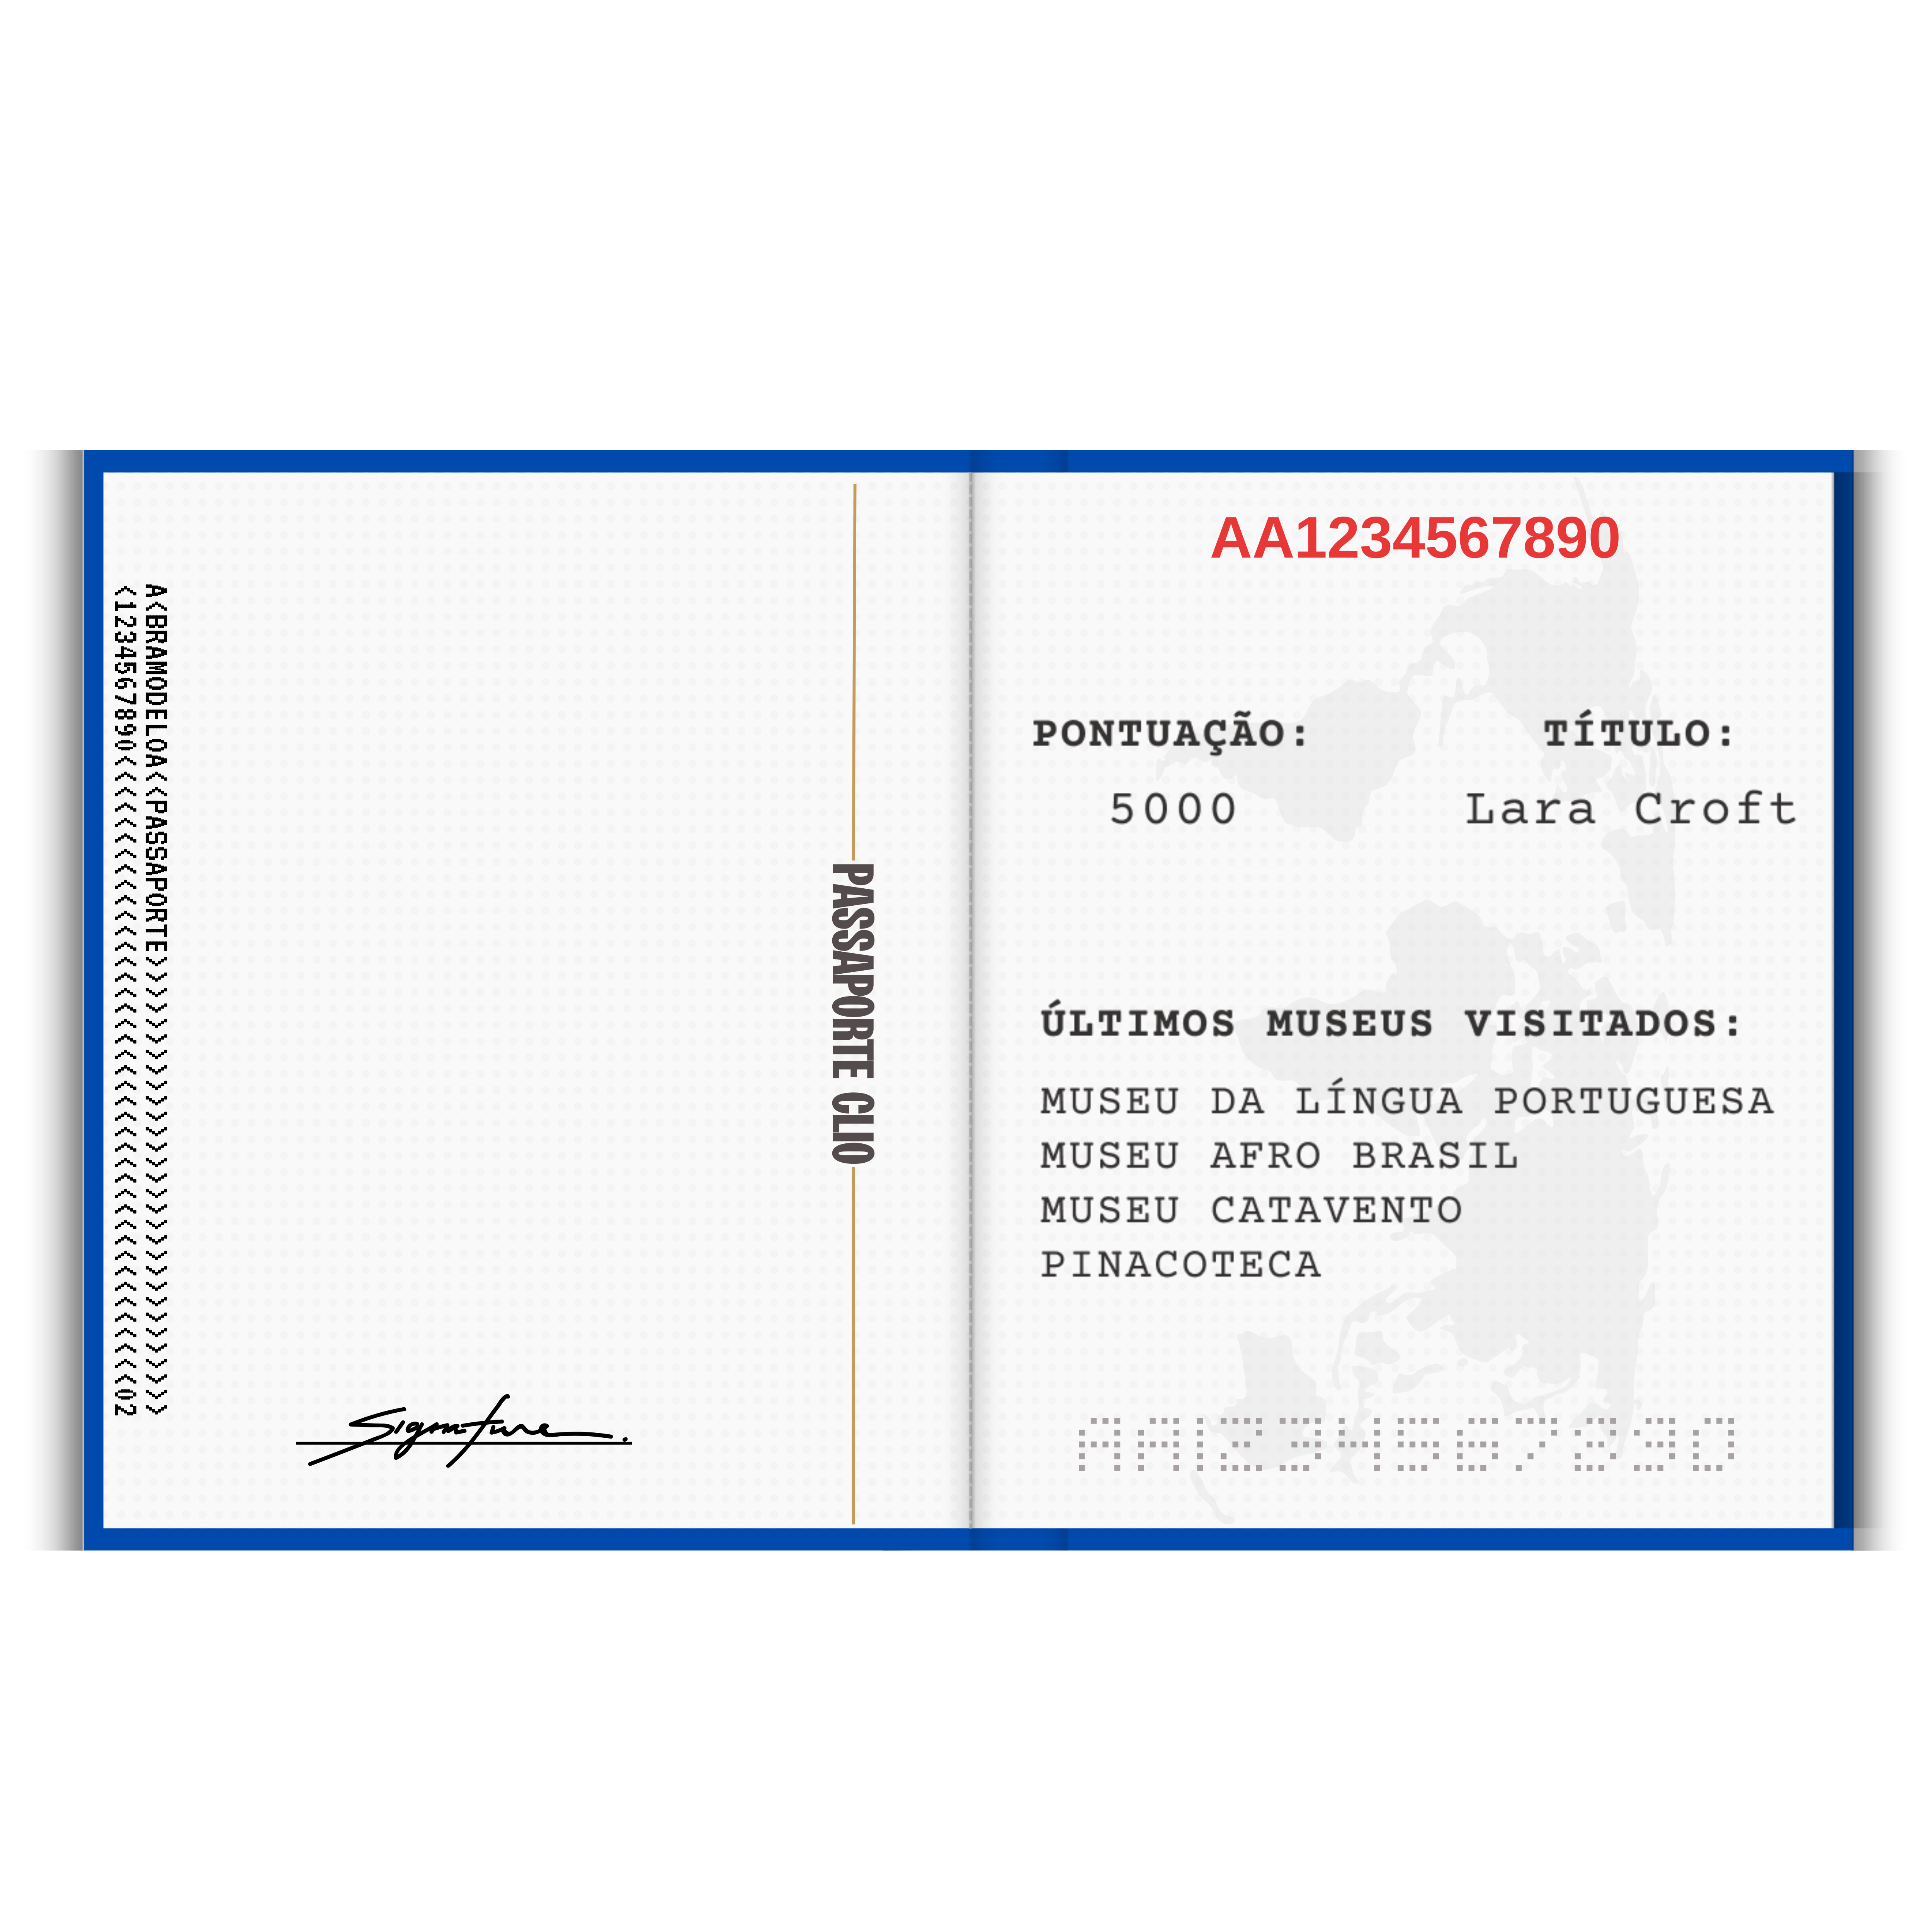 A<BRAMODELOA<<PASSAPORTE>>>>>>>>>>>>>>>>>>>>>>>>>>>>>>
<1234567890<<<<<<<<<<<<<<<<<<<<<<<<<<<<<<<<<<<<<<<<<02
Signature.
PASSAPORTE CLIO
AA1234567890
PONTUAÇÃO: TÍTULO:
5000 Lara Croft
ÚLTIMOS MUSEUS VISITADOS:
MUSEU DA LÍNGUA PORTUGUESA
MUSEU AFRO BRASIL
MUSEU CATAVENTO
PINACOTECA
AA1234567890